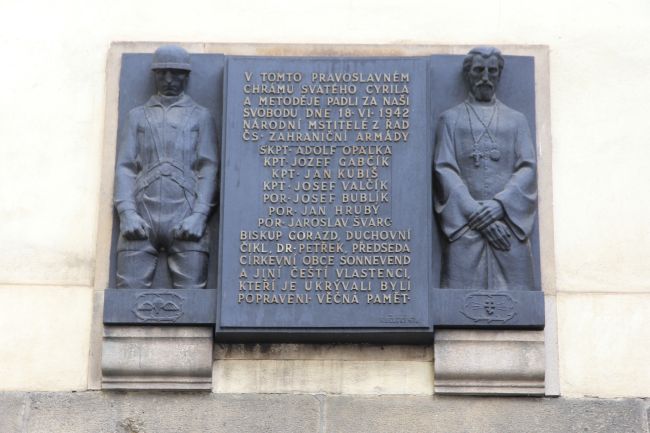 V TOMTO PRAVOSLAVNÉM
CHRÁMU SVATÉHO CYRILA
A METODĚJE PADLI ZA NAŠI
SVOBODU DNE 18·VI·1942
NÁRODNÍ MSTITELÉ Z ŘAD
ČS· ZAHRANIČNÍ ARMÁDY
ŠKPT· ADOLF OPÁLKA
KPT· JOZEF GABČÍK
KPT· JAN KUBIŠ
KPT· JOSEF VALČÍK
POR· JOSEF BUBLÍK
POR· JAN HRUBÝ
POR· JAROSLAV ŠVARC·
BISKUP GORAZD, DUCHOVNÍ
ČIKL, DR· PETŘEK, PŘEDSEDA
CÍRKEVNÍ OBCE SONNEVEND
A JINÍ ČEŠTÍ VLASTENCI,
KTEŘÍ JE UKRÝVALI BYLI
POPRAVENI· VĚČNÁ PAMĚT·